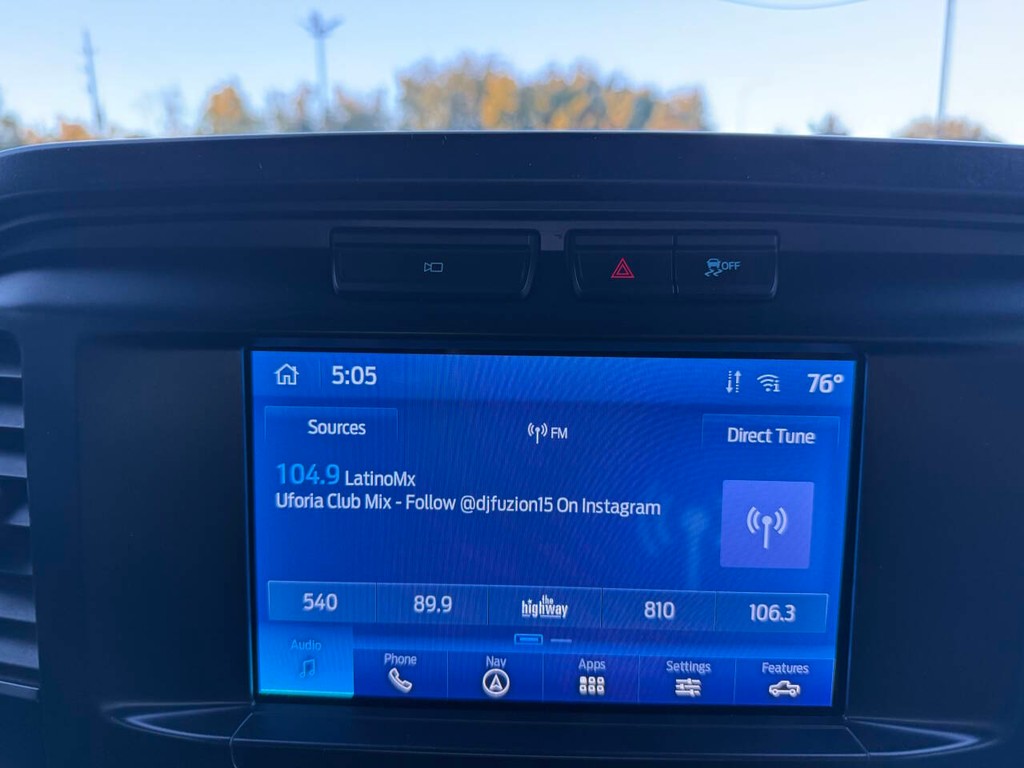 OFF
5:05
76°
Sources
FM
Direct Tune
104.9 LatinoMx
Uforia Club Mix - Follow @djfuzion15 On Instagram
540
89.9
the
highway
810
106.3
Audio
Phone
Nav
Apps
Settings
Features